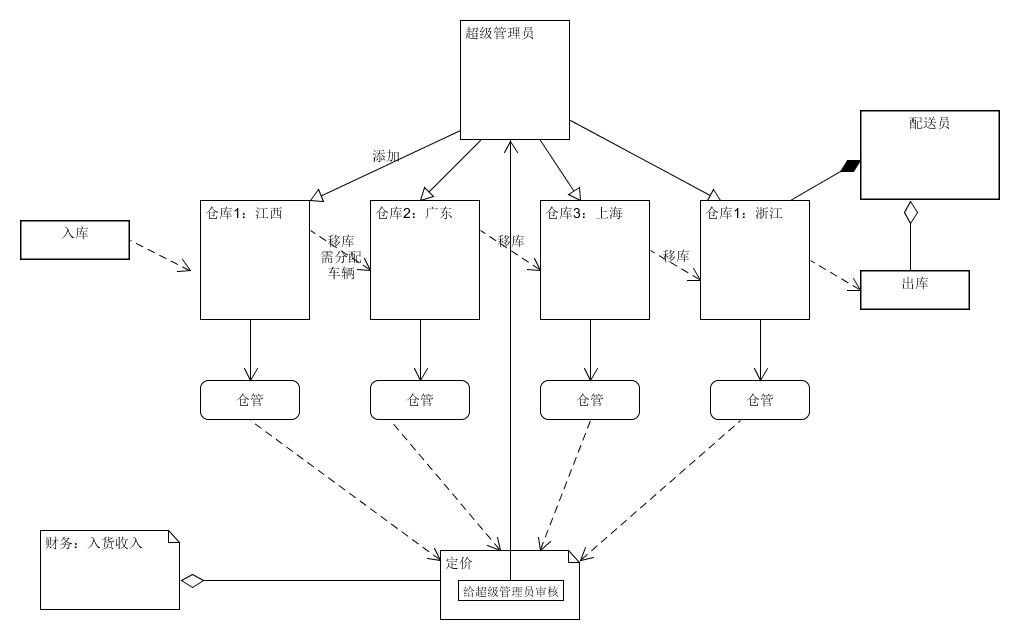 超级管理员
配送员
添加
仓库1：江西
仓库2：广东
仓库3：上海
仓库1：浙江
入库
移库
需分配
车辆
移库
移库
出库
仓管
仓管
仓管
仓管
财务：入货收入
定价
给超级管理员审核